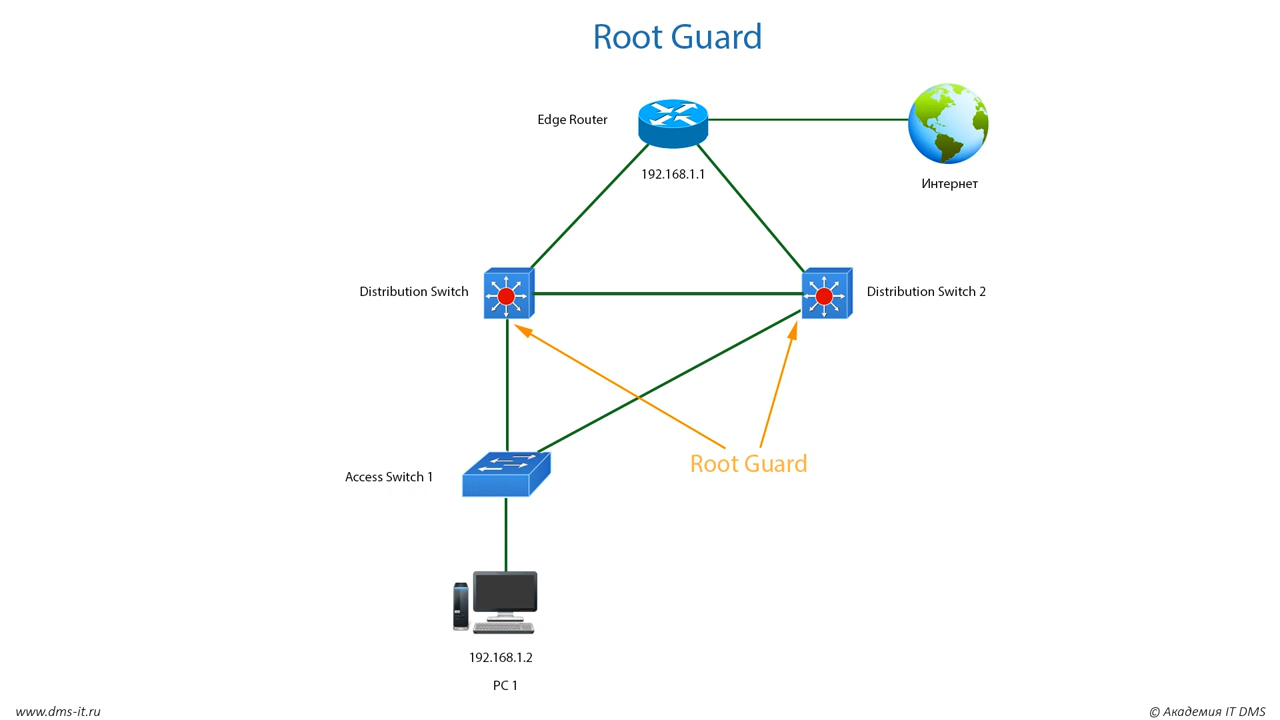 Root Guard
Edge Router
192.168.1.1
Интернет
Distribution Switch
Distribution Switch 2
Root Guard
Access Switch 1
192.168.1.2
PC 1
www.dms-it.ru
© Академия IT DMS